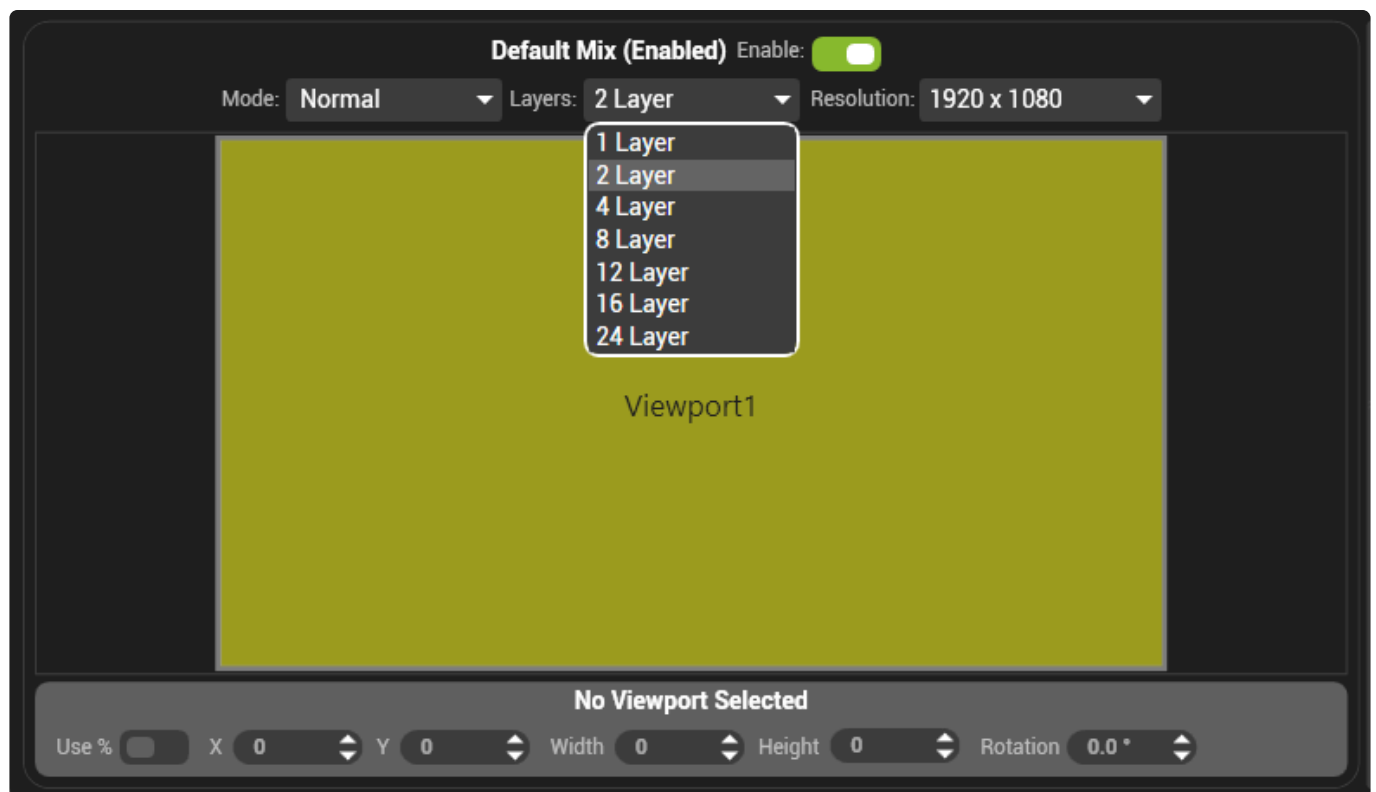 Default Mix (Enabled) Enable:
Mode: Normal Layers: 2 Layer Resolution: 1920 x 1080
1 Layer
2 Layer
4 Layer
8 Layer
12 Layer
16 Layer
24 Layer
Viewport1
No Viewport Selected
Use % X 0 Y 0 Width 0 Height 0 Rotation 0.0 °